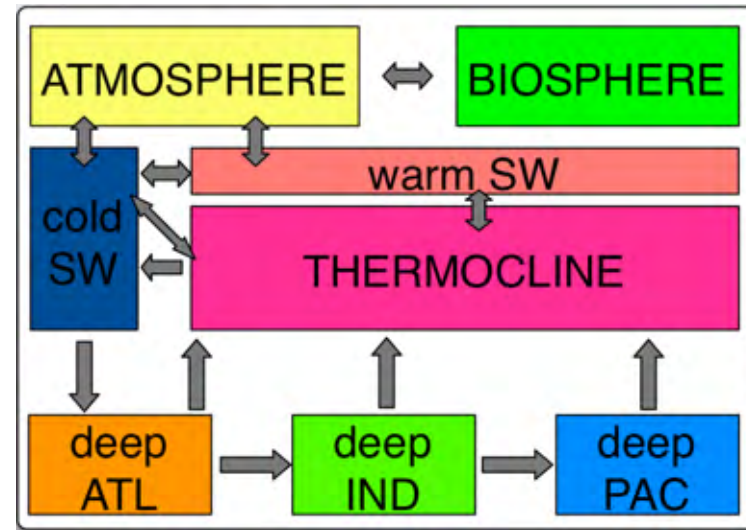 ATMOSPHERE
BIOSPHERE
warm SW
cold
SW
THERMOCLINE
deep
ATL
deep
IND
deep
PAC